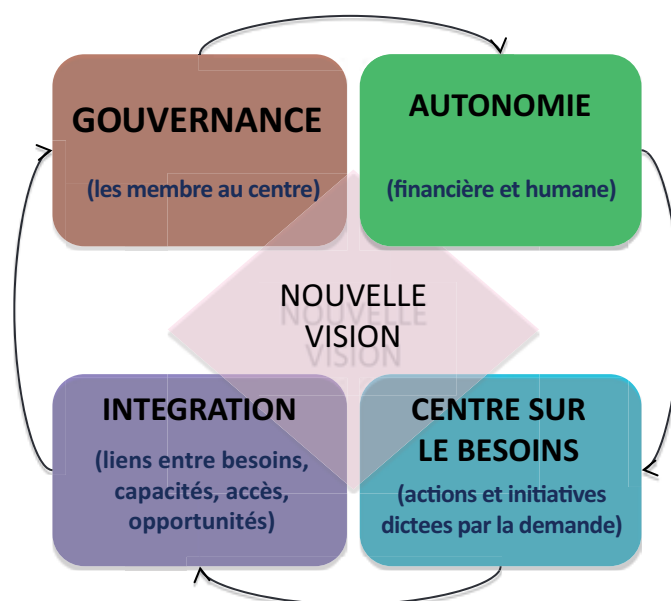 GOUVERNANCE
(les membre au centre)
AUTONOMIE
(financière et humane)
NOUVELLE
VISION
INTEGRATION
(liens entre besoins,
capacités, accès,
opportunités)
CENTRE SUR
LE BESOINS
(actions et initiatives
dictees par la demande)